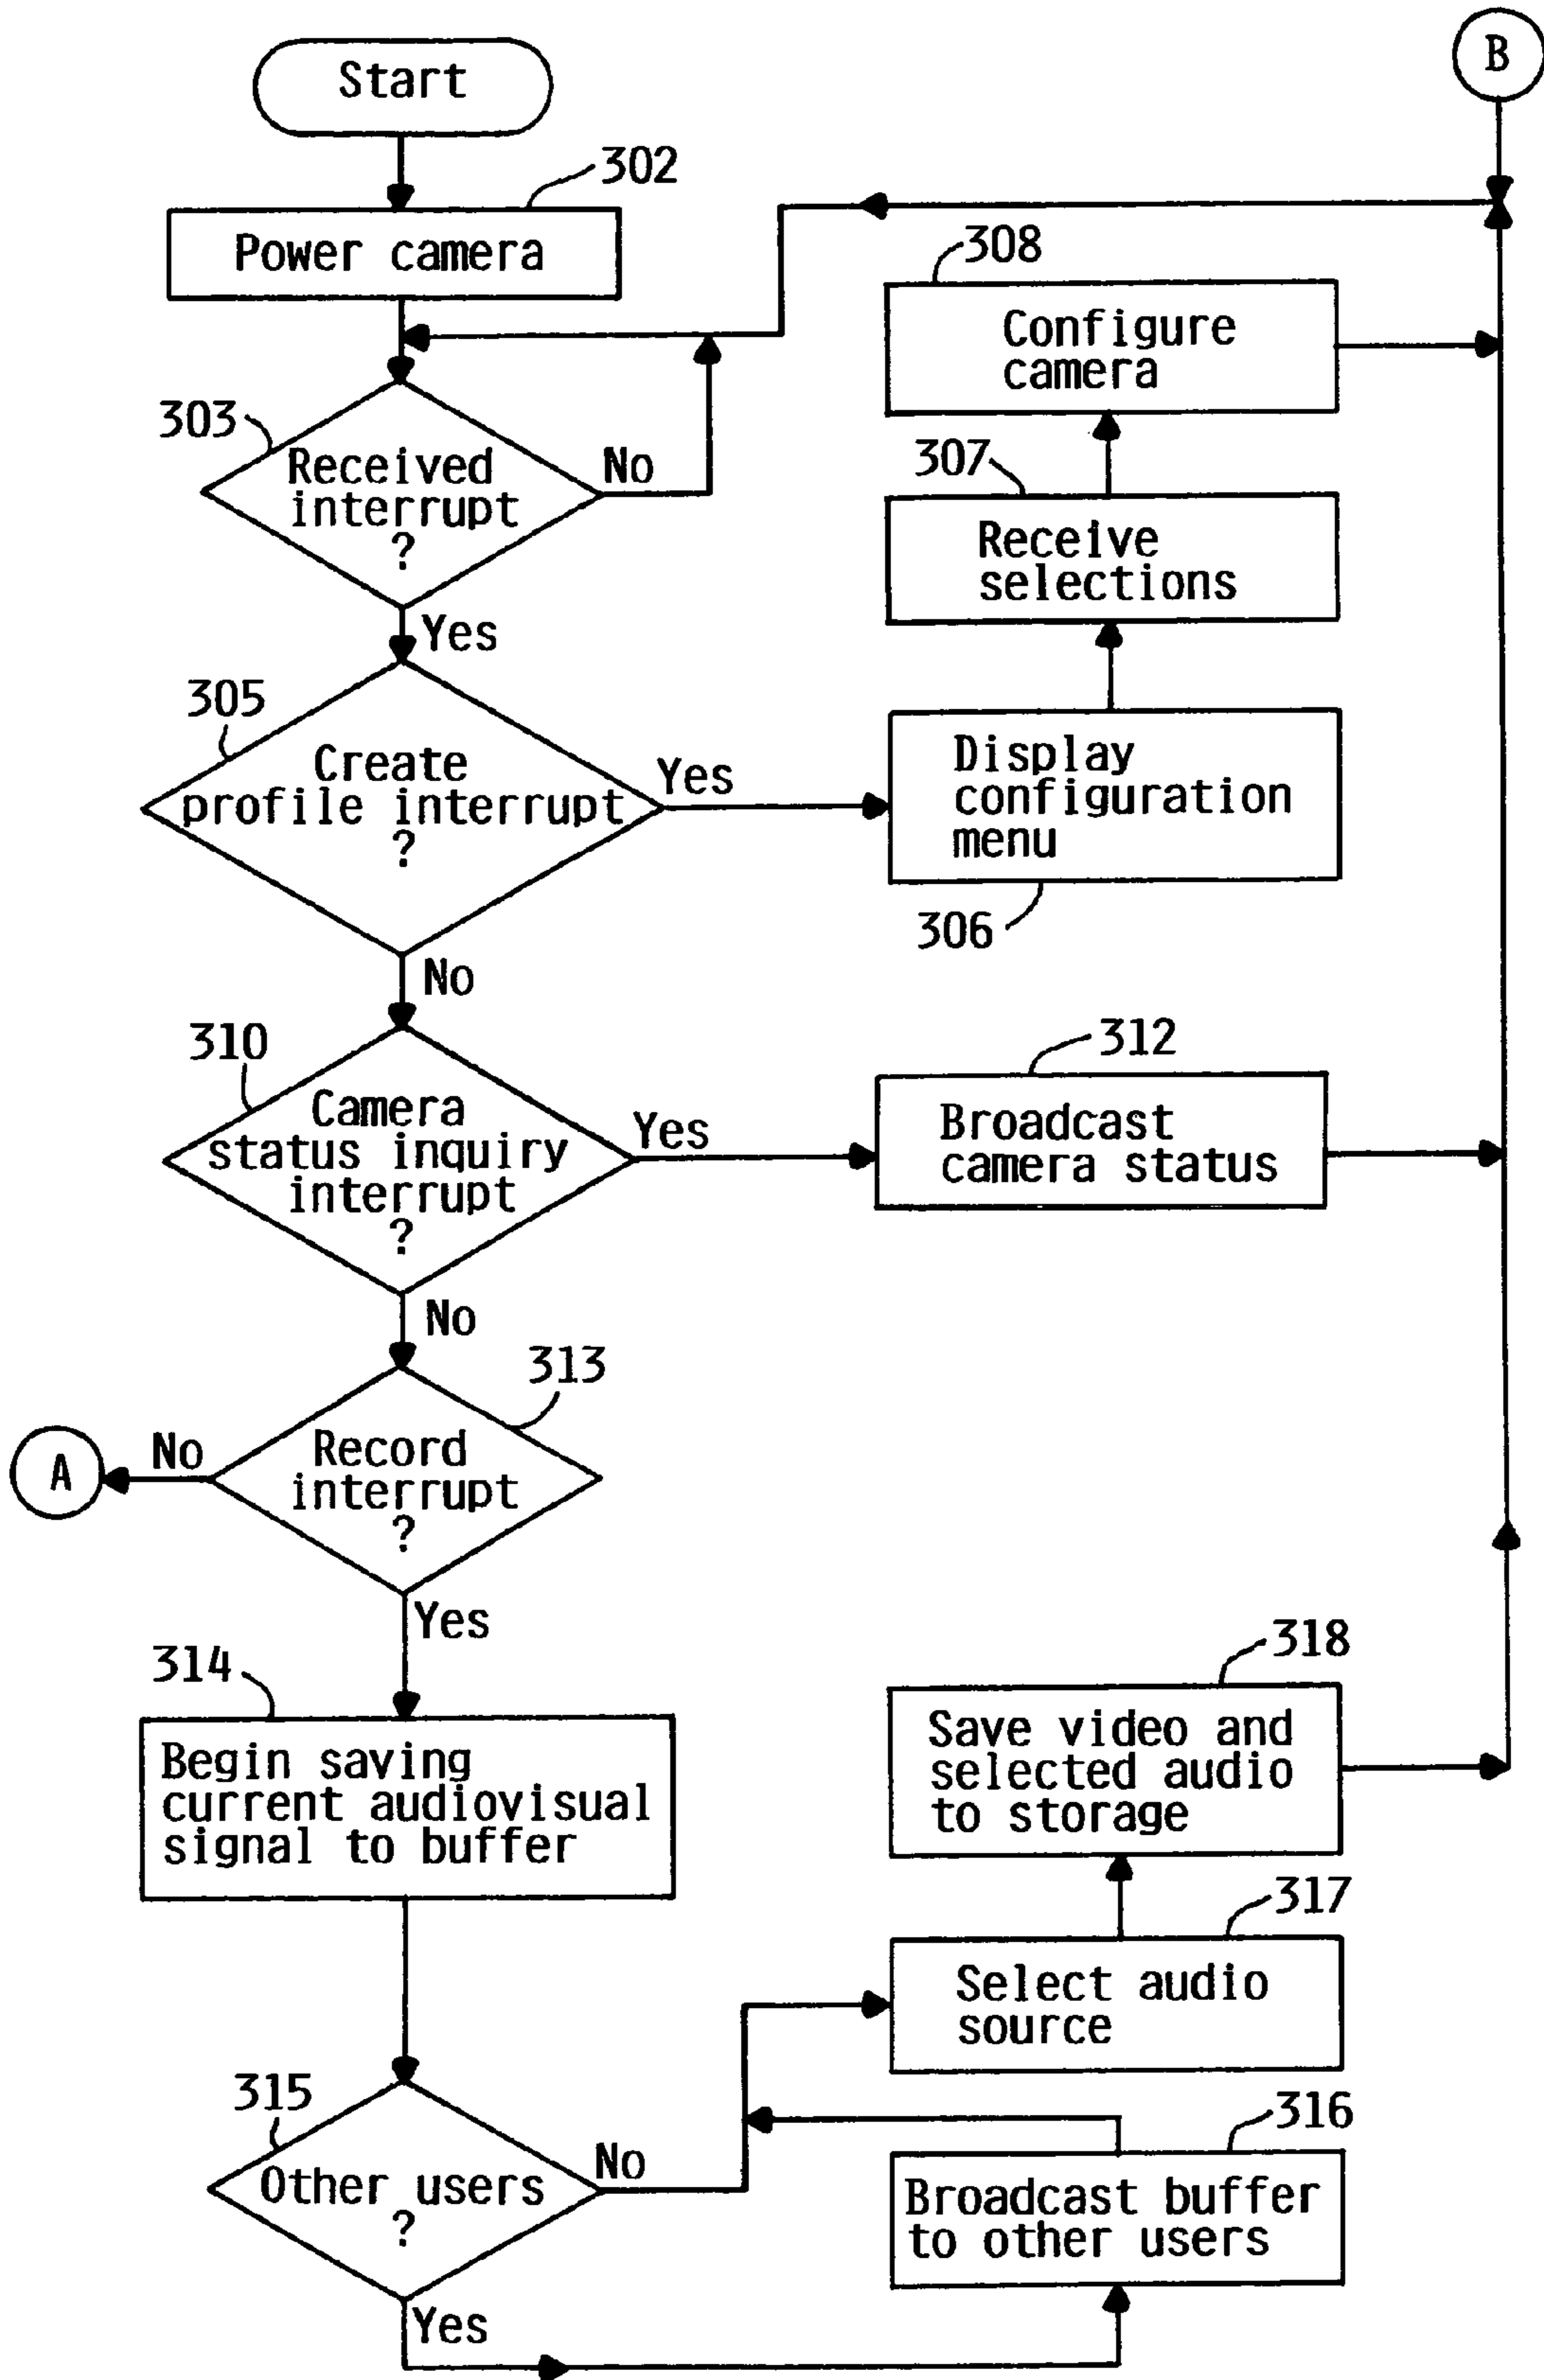 Start
B
302
Power camera
308
Configure
camera
303
Received
interrupt
?
No
307
Receive
selections
Yes
305
Create
profile interrupt
?
Yes
Display
configuration
menu
306
No
310
Camera
status inquiry
interrupt
?
Yes
312
Broadcast
camera status
No
313
Record
interrupt
?
No
A
Yes
314
Begin saving
current audiovisual
signal to buffer
318
Save video and
selected audio
to storage
317
Select audio
source
315
Other users
?
No
316
Broadcast buffer
to other users
Yes